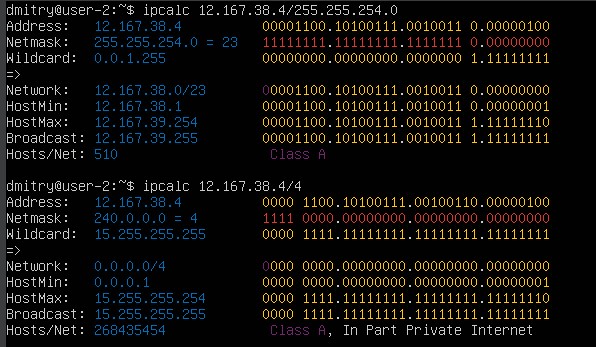 dmitry@user-2:~$ ipcalc 12.167.38.4/255.255.254.0
Address:   12.167.38.4          00001100.10100111.0010011 0.00000100
Netmask:   255.255.254.0 = 23   11111111.11111111.1111111 0.00000000
Wildcard:  0.0.1.255            00000000.00000000.0000000 1.11111111
=>
Network:   12.167.38.0/23       00001100.10100111.0010011 0.00000000
HostMin:   12.167.38.1          00001100.10100111.0010011 0.00000001
HostMax:   12.167.39.254        00001100.10100111.0010011 1.11111110
Broadcast: 12.167.39.255        00001100.10100111.0010011 1.11111111
Hosts/Net: 510                   Class A
dmitry@user-2:~$ ipcalc 12.167.38.4/4
Address:   12.167.38.4          0000 1100.10100111.00100110.00000100
Netmask:   240.0.0.0 = 4        1111 0000.00000000.00000000.00000000
Wildcard:  15.255.255.255       0000 1111.11111111.11111111.11111111
=>
Network:   0.0.0.0/4            0000 0000.00000000.00000000.00000000
HostMin:   0.0.0.1              0000 0000.00000000.00000000.00000001
HostMax:   15.255.255.254       0000 1111.11111111.11111111.11111110
Broadcast: 15.255.255.255       0000 1111.11111111.11111111.11111111
Hosts/Net: 268435454             Class A, In Part Private Internet